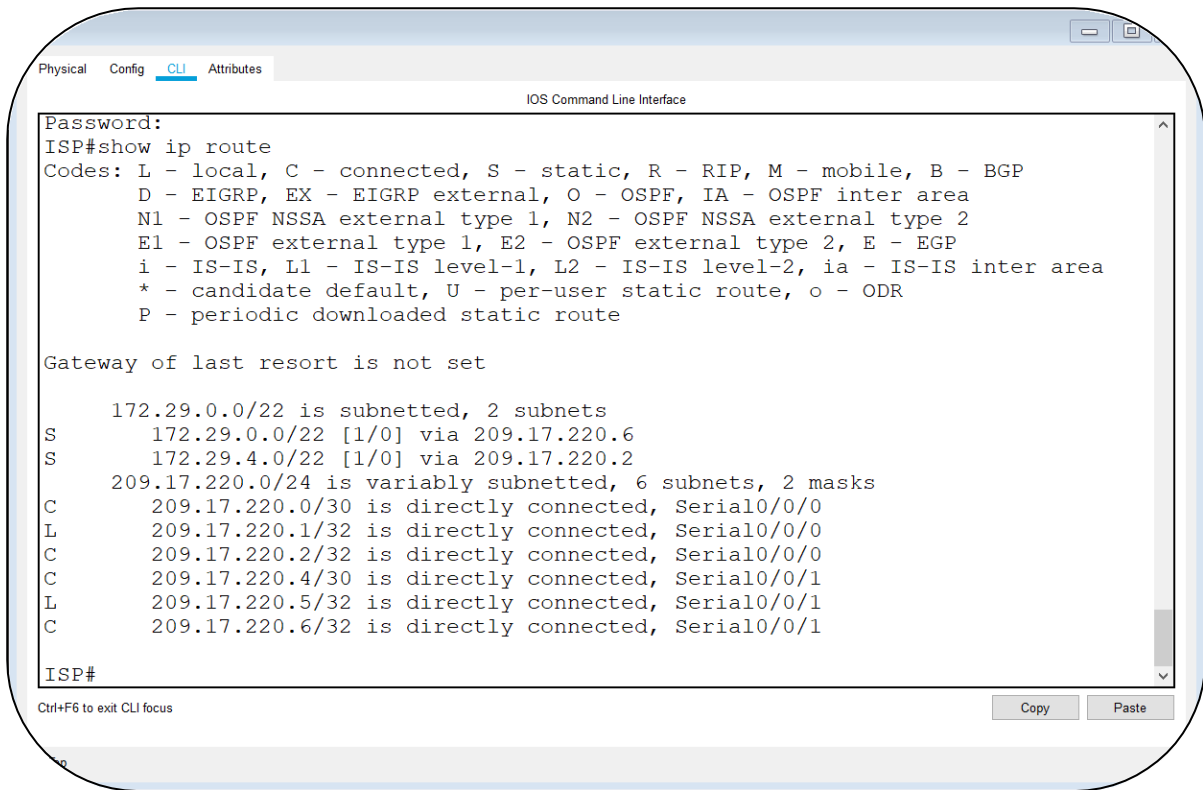 Physical Config CLI Attributes
IOS Command Line Interface
Password:
ISP#show ip route
Codes: L - local, C - connected, S - static, R - RIP, M - mobile, B - BGP
       D - EIGRP, EX - EIGRP external, O - OSPF, IA - OSPF inter area
       N1 - OSPF NSSA external type 1, N2 - OSPF NSSA external type 2
       E1 - OSPF external type 1, E2 - OSPF external type 2, E - EGP
       i - IS-IS, L1 - IS-IS level-1, L2 - IS-IS level-2, ia - IS-IS inter area
       * - candidate default, U - per-user static route, o - ODR
       P - periodic downloaded static route
Gateway of last resort is not set
     172.29.0.0/22 is subnetted, 2 subnets
S       172.29.0.0/22 [1/0] via 209.17.220.6
S       172.29.4.0/22 [1/0] via 209.17.220.2
     209.17.220.0/24 is variably subnetted, 6 subnets, 2 masks
C       209.17.220.0/30 is directly connected, Serial0/0/0
L       209.17.220.1/32 is directly connected, Serial0/0/0
C       209.17.220.2/32 is directly connected, Serial0/0/0
C       209.17.220.4/30 is directly connected, Serial0/0/1
L       209.17.220.5/32 is directly connected, Serial0/0/1
C       209.17.220.6/32 is directly connected, Serial0/0/1
ISP#
Ctrl+F6 to exit CLI focus Copy Paste